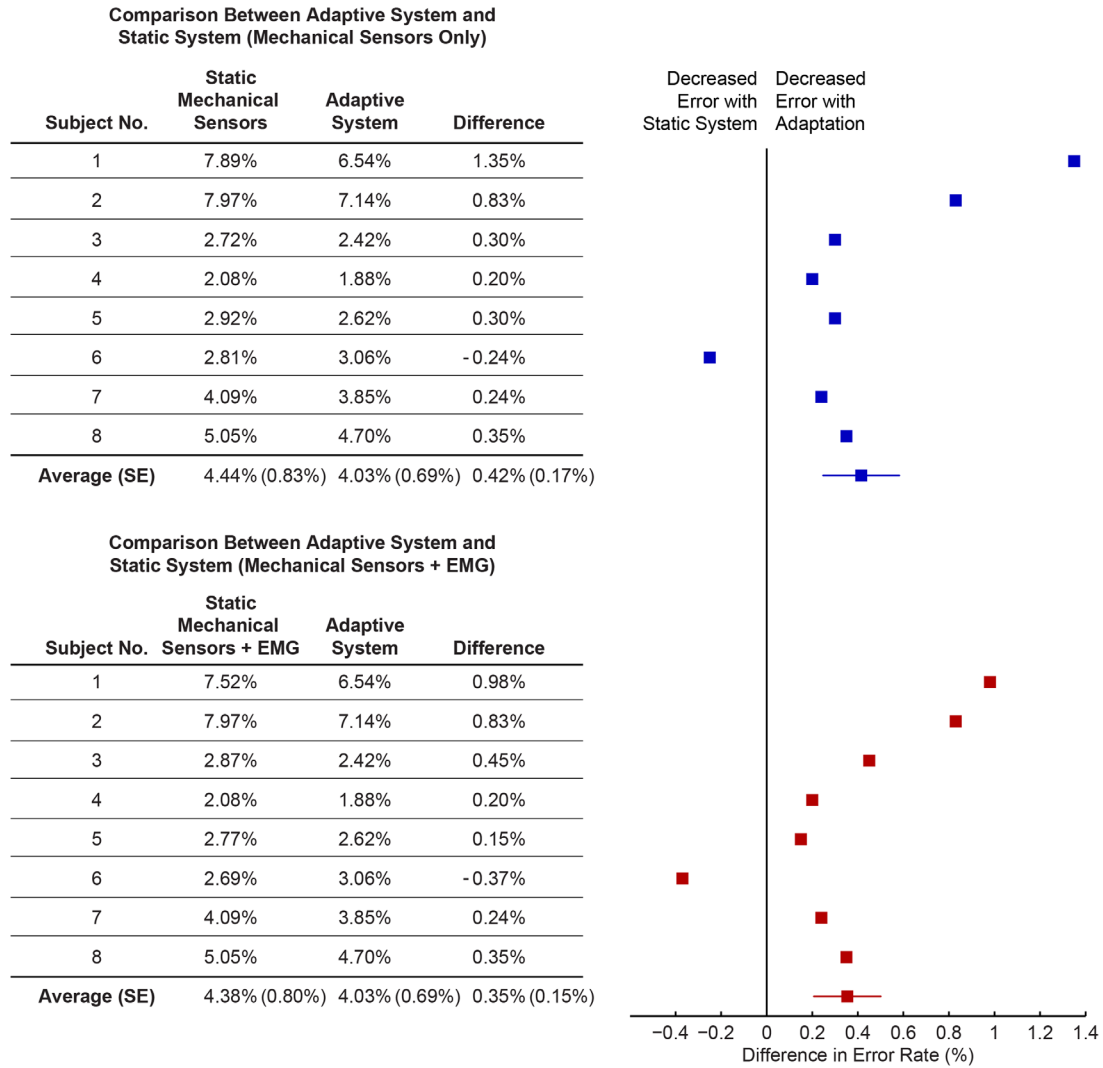 Comparison Between Adaptive System and
Static System (Mechanical Sensors Only)
Decreased Error with Static System
Decreased Error with Adaptation
Subject No. Static Mechanical Sensors Adaptive System Difference
1 7.89% 6.54% 1.35%
2 7.97% 7.14% 0.83%
3 2.72% 2.42% 0.30%
4 2.08% 1.88% 0.20%
5 2.92% 2.62% 0.30%
6 2.81% 3.06% -0.24%
7 4.09% 3.85% 0.24%
8 5.05% 4.70% 0.35%
Average (SE) 4.44% (0.83%) 4.03% (0.69%) 0.42% (0.17%)
Comparison Between Adaptive System and
Static System (Mechanical Sensors + EMG)
Subject No. Static Mechanical Sensors + EMG Adaptive System Difference
1 7.52% 6.54% 0.98%
2 7.97% 7.14% 0.83%
3 2.87% 2.42% 0.45%
4 2.08% 1.88% 0.20%
5 2.77% 2.62% 0.15%
6 2.69% 3.06% -0.37%
7 4.09% 3.85% 0.24%
8 5.05% 4.70% 0.35%
Average (SE) 4.38% (0.80%) 4.03% (0.69%) 0.35% (0.15%)
−0.4 −0.2 0 0.2 0.4 0.6 0.8 1 1.2 1.4
Difference in Error Rate (%)